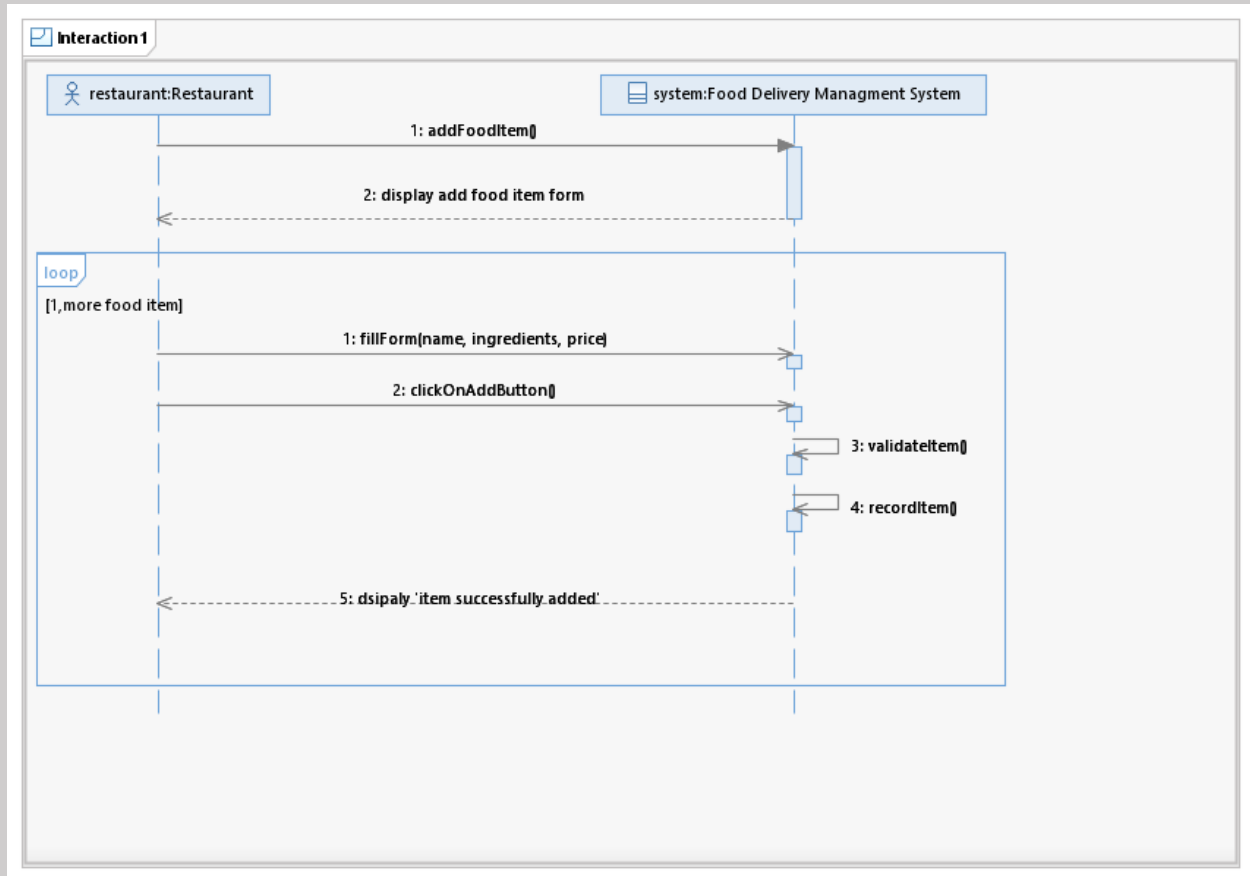 Interaction1
restaurant:Restaurant
system:Food Delivery Managment System
1: addFoodItem()
2: display add food item form
loop
[1,more food item]
1: fillForm(name, ingredients, price)
2: clickOnAddButton()
3: validateItem()
4: recordItem()
5: dsipaly 'item successfully added'